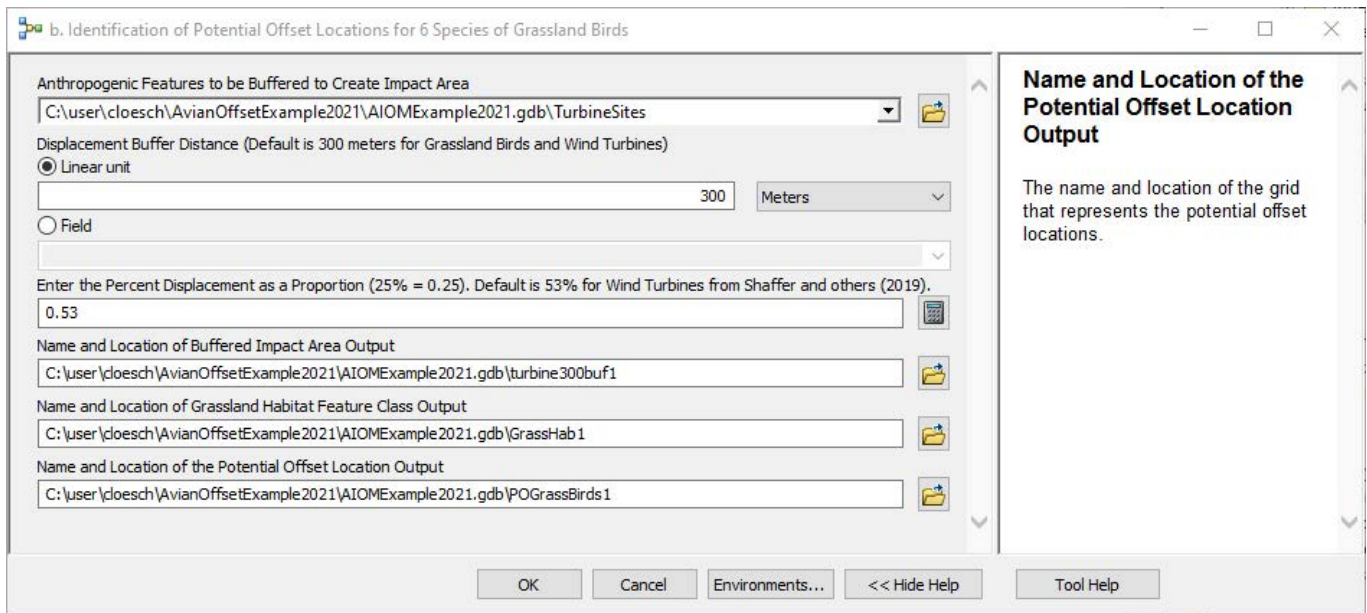 b. Identification of Potential Offset Locations for 6 Species of Grassland Birds
Anthropogenic Features to be Buffered to Create Impact Area
C:\user\cloesch\AvianOffsetExample2021\AIOMExample2021.gdb\TurbineSites
Displacement Buffer Distance (Default is 300 meters for Grassland Birds and Wind Turbines)
Linear unit
300 Meters
Field
Enter the Percent Displacement as a Proportion (25% = 0.25). Default is 53% for Wind Turbines from Shaffer and others (2019).
0.53
Name and Location of Buffered Impact Area Output
C:\user\cloesch\AvianOffsetExample2021\AIOMExample2021.gdb\turbine300buf1
Name and Location of Grassland Habitat Feature Class Output
C:\user\cloesch\AvianOffsetExample2021\AIOMExample2021.gdb\GrassHab1
Name and Location of the Potential Offset Location Output
C:\user\cloesch\AvianOffsetExample2021\AIOMExample2021.gdb\POGrassBirds1
OK Cancel Environments... << Hide Help
Name and Location of the
Potential Offset Location
Output
The name and location of the grid
that represents the potential offset
locations.
Tool Help